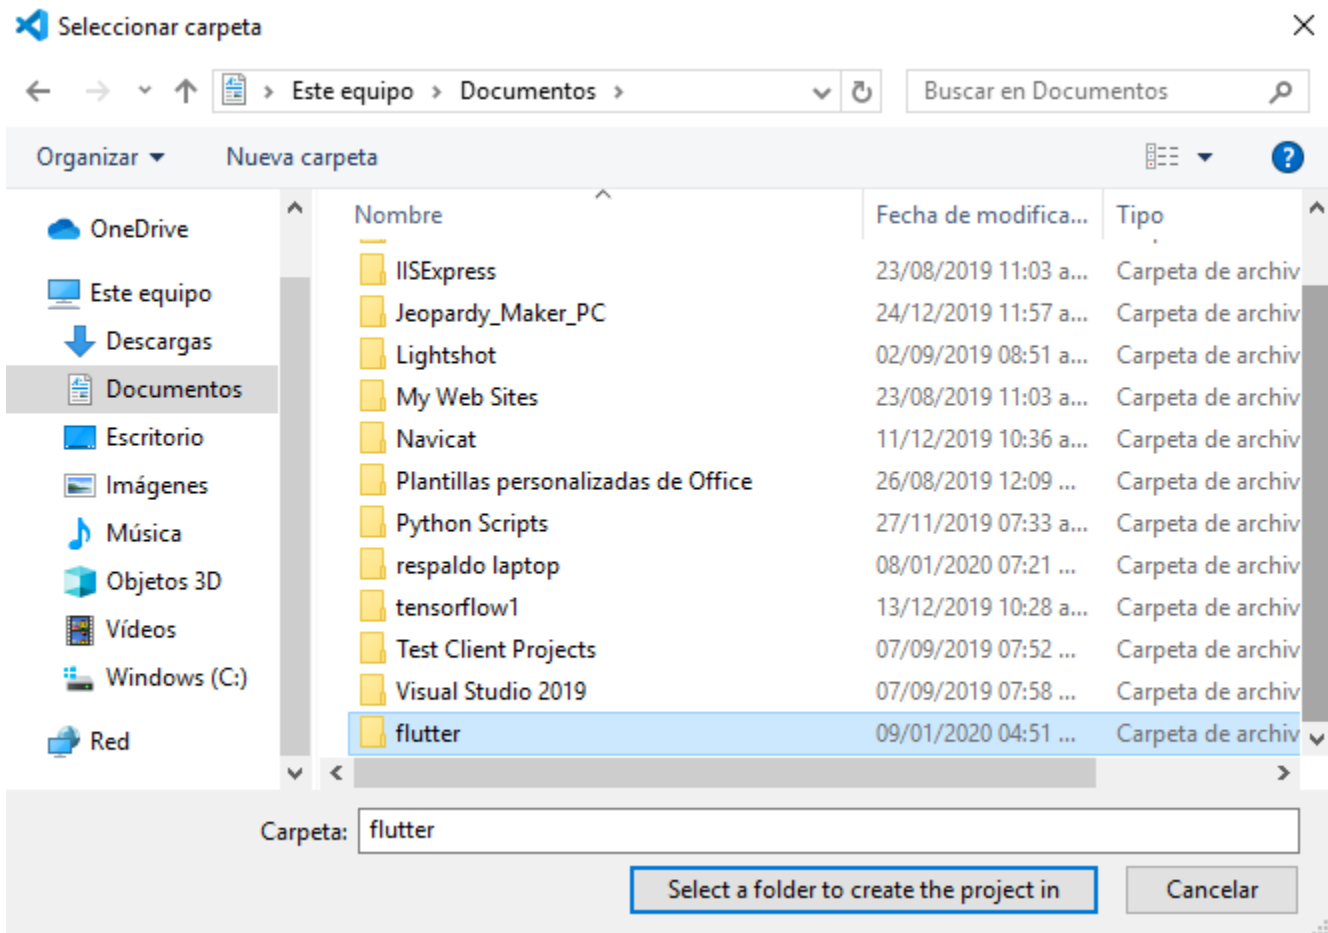 Seleccionar carpeta
Este equipo > Documentos >
Buscar en Documentos
Organizar
Nueva carpeta
OneDrive
Este equipo
Descargas
Documentos
Escritorio
Imágenes
Música
Objetos 3D
Vídeos
Windows (C:)
Red
Nombre Fecha de modifica... Tipo
IISExpress 23/08/2019 11:03 a... Carpeta de archiv
Jeopardy_Maker_PC 24/12/2019 11:57 a... Carpeta de archiv
Lightshot 02/09/2019 08:51 a... Carpeta de archiv
My Web Sites 23/08/2019 11:03 a... Carpeta de archiv
Navicat 11/12/2019 10:36 a... Carpeta de archiv
Plantillas personalizadas de Office 26/08/2019 12:09 ... Carpeta de archiv
Python Scripts 27/11/2019 07:33 a... Carpeta de archiv
respaldo laptop 08/01/2020 07:21 ... Carpeta de archiv
tensorflow1 13/12/2019 10:28 a... Carpeta de archiv
Test Client Projects 07/09/2019 07:52 ... Carpeta de archiv
Visual Studio 2019 07/09/2019 07:58 ... Carpeta de archiv
flutter 09/01/2020 04:51 ... Carpeta de archiv
Carpeta: flutter
Select a folder to create the project in
Cancelar